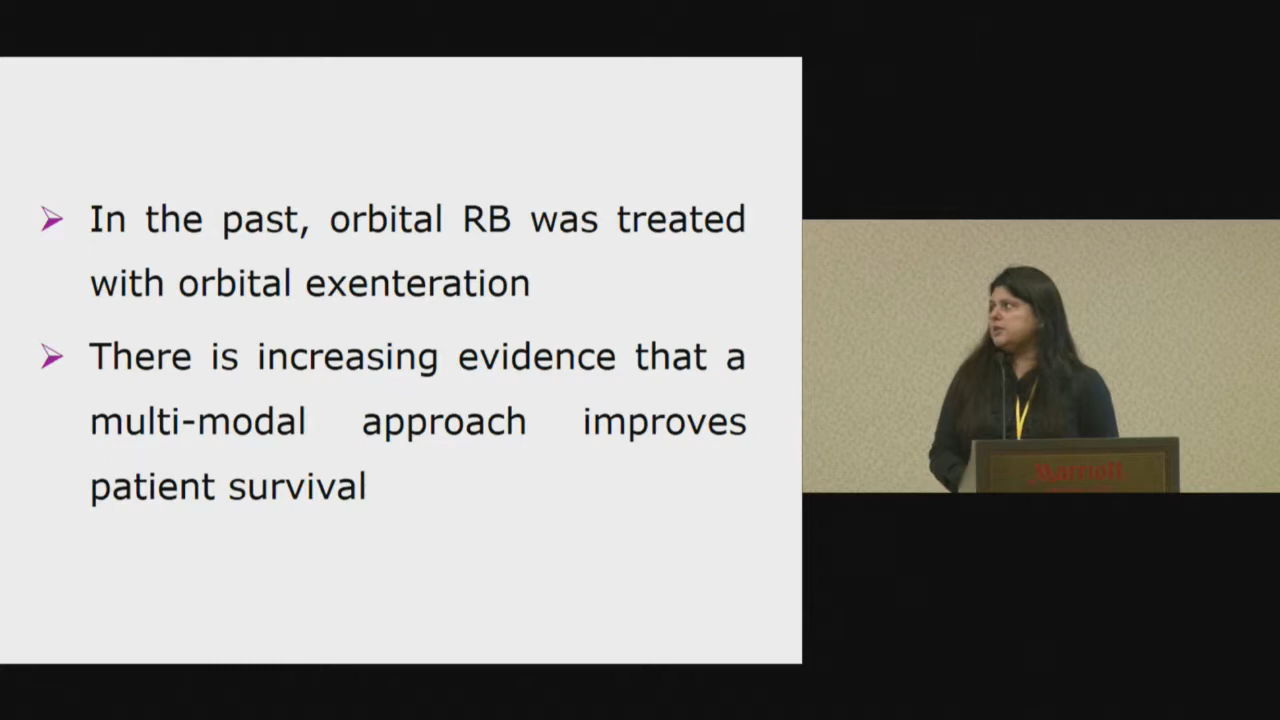 In the past, orbital RB was treated
with orbital exenteration
There is increasing evidence that a
multi-modal approach improves
patient survival
Marriott